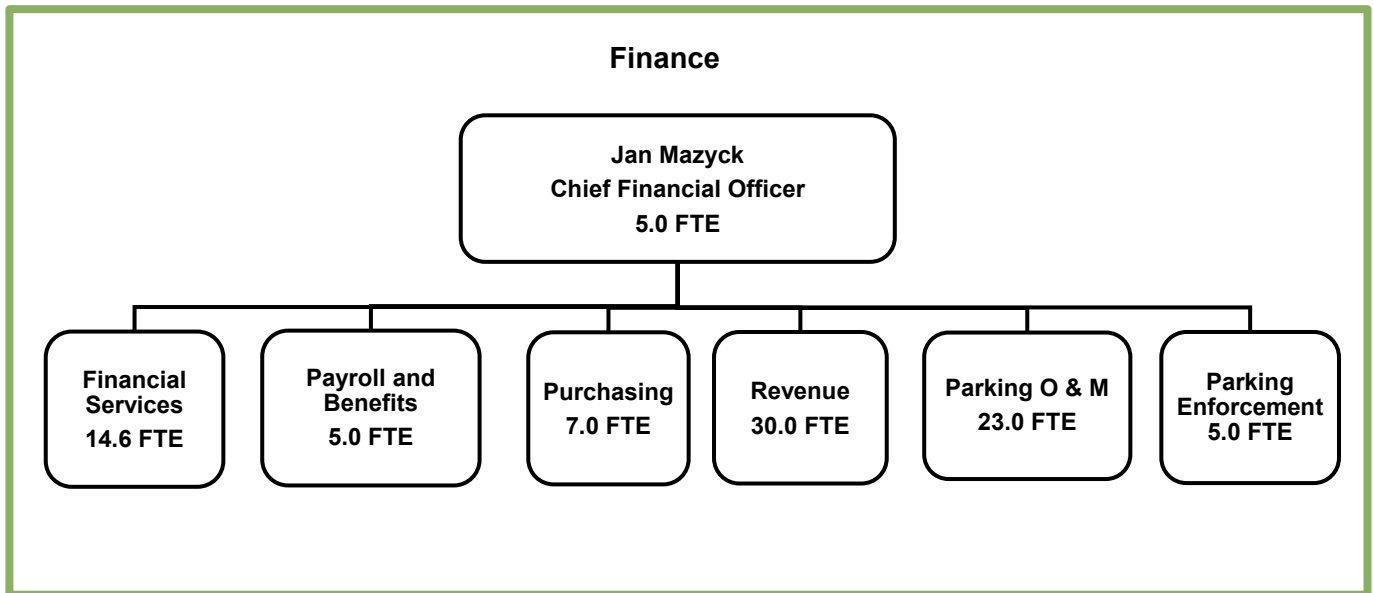 Finance
Jan Mazyck
Chief Financial Officer
5.0 FTE
Financial
Services
14.6 FTE
Payroll and
Benefits
5.0 FTE
Purchasing
7.0 FTE
Revenue
30.0 FTE
Parking O & M
23.0 FTE
Parking
Enforcement
5.0 FTE